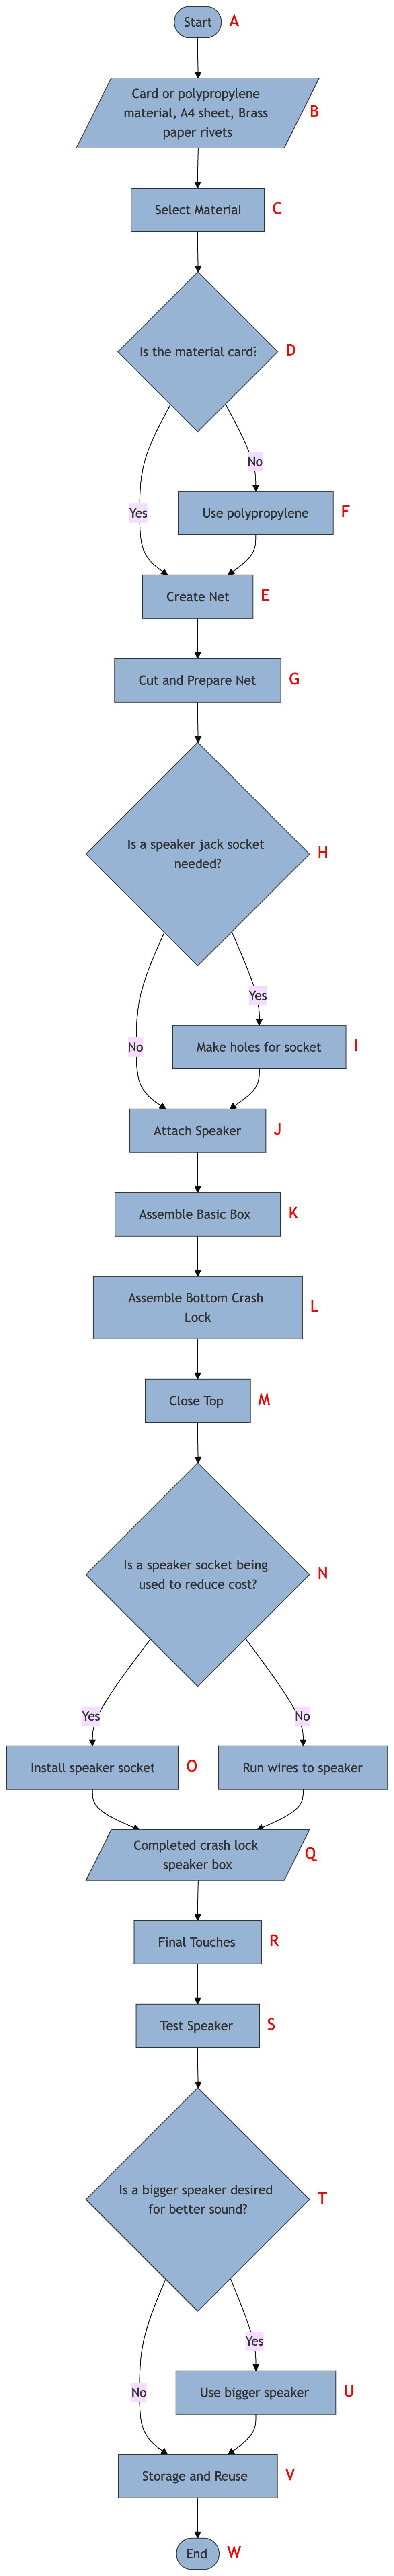 Start A
Card or polypropylene
material, A4 sheet, Brass
paper rivets
B
Select Material C
Is the material card? D
No
Yes
Use polypropylene F
Create Net E
Cut and Prepare Net G
Is a speaker jack socket
needed?
H
Yes
No
Make holes for socket I
Attach Speaker J
Assemble Basic Box K
Assemble Bottom Crash
Lock
L
Close Top M
Is a speaker socket being
used to reduce cost?
N
Yes
No
Install speaker socket O
Run wires to speaker
Completed crash lock
speaker box
Q
Final Touches R
Test Speaker S
Is a bigger speaker desired
for better sound?
T
Yes
No
Use bigger speaker U
Storage and Reuse V
End W